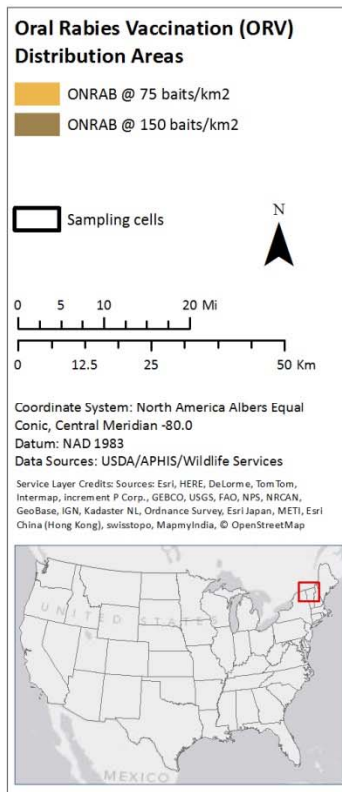 Oral Rabies Vaccination (ORV)
Distribution Areas
ONRAB @ 75 baits/km2
ONRAB @ 150 baits/km2
Sampling cells
N
0 5 10 20 Mi
0 12.5 25 50 Km
Coordinate System: North America Albers Equal
Conic, Central Meridian -80.0
Datum: NAD 1983
Data Sources: USDA/APHIS/Wildlife Services
Service Layer Credits: Sources: Esri, HERE, DeLorme, TomTom,
Intermap, increment P Corp., GEBCO, USGS, FAO, NPS, NRCAN,
GeoBase, IGN, Kadaster NL, Ordnance Survey, Esri Japan, METI, Esri
China (Hong Kong), swisstopo, MapmyIndia, © OpenStreetMap
UNITED STATES
MEXICO